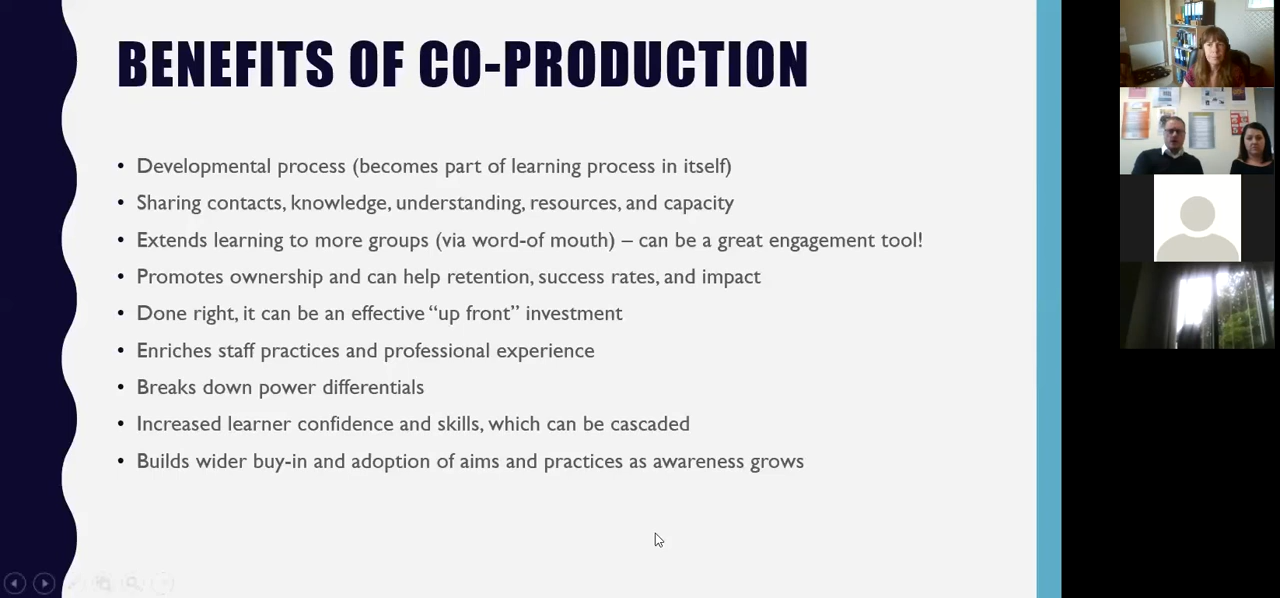 BENEFITS OF CO-PRODUCTION
• Developmental process (becomes part of learning process in itself)
• Sharing contacts, knowledge, understanding, resources, and capacity
• Extends learning to more groups (via word-of mouth) – can be a great engagement tool!
• Promotes ownership and can help retention, success rates, and impact
• Done right, it can be an effective “up front” investment
• Enriches staff practices and professional experience
• Breaks down power differentials
• Increased learner confidence and skills, which can be cascaded
• Builds wider buy-in and adoption of aims and practices as awareness grows